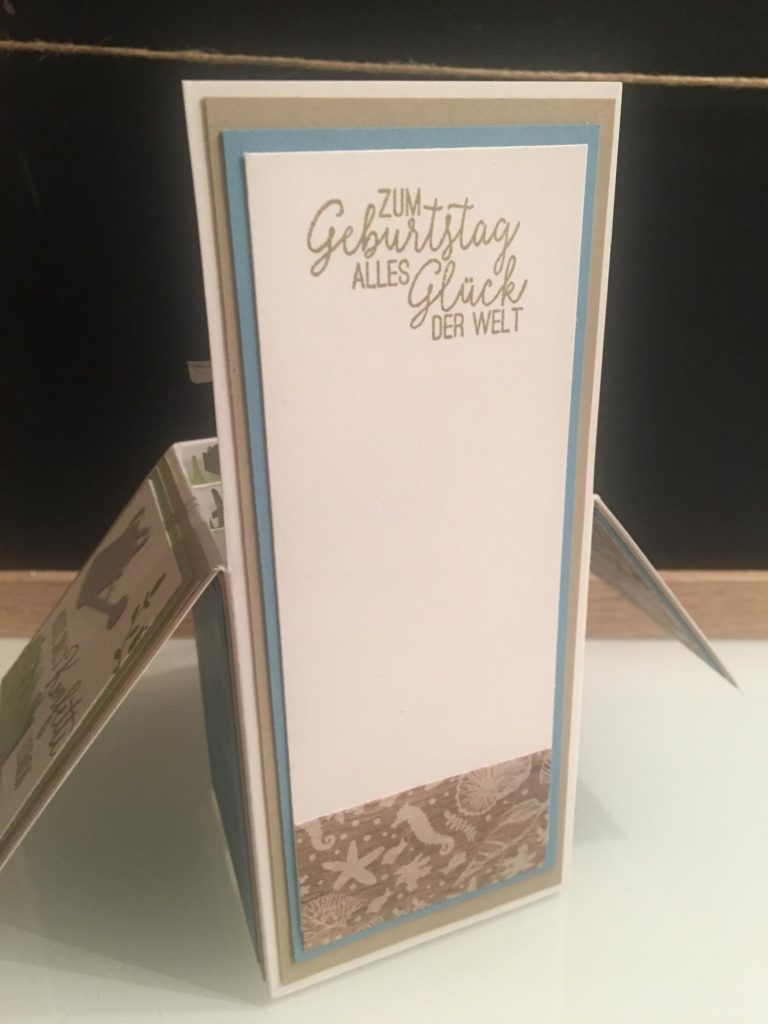 ZUM
Geburtstag
ALLES Glück
DER WELT